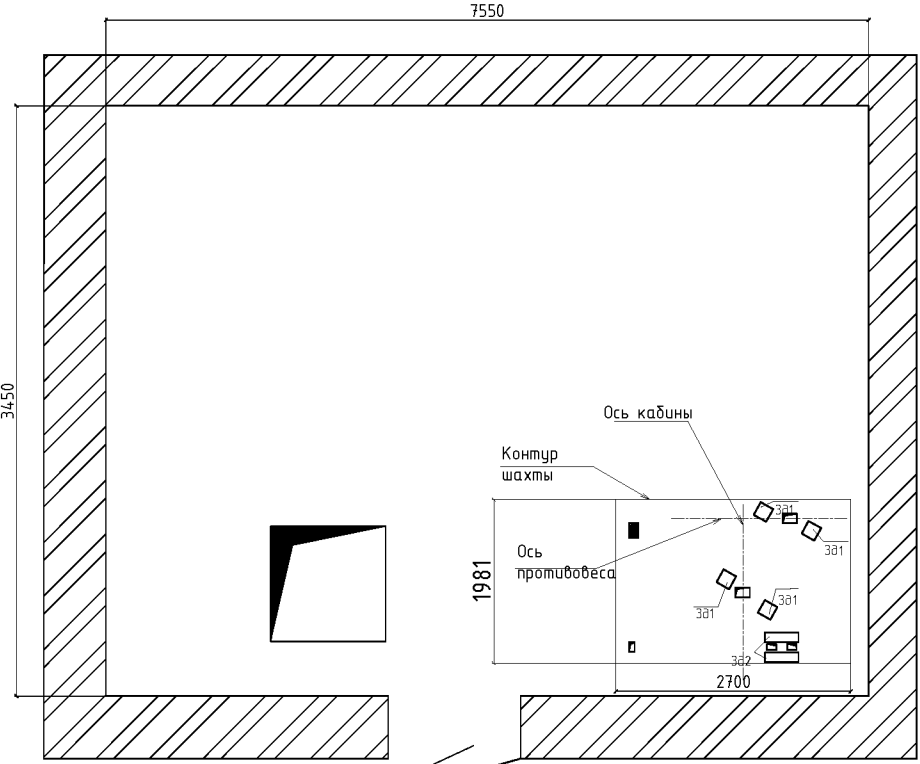 7550
3450
Ось кабины
Контур
шахты
Зд1
Зд1
Ось
противовеса
1981
Зд1
Зд1
Зд2
2700